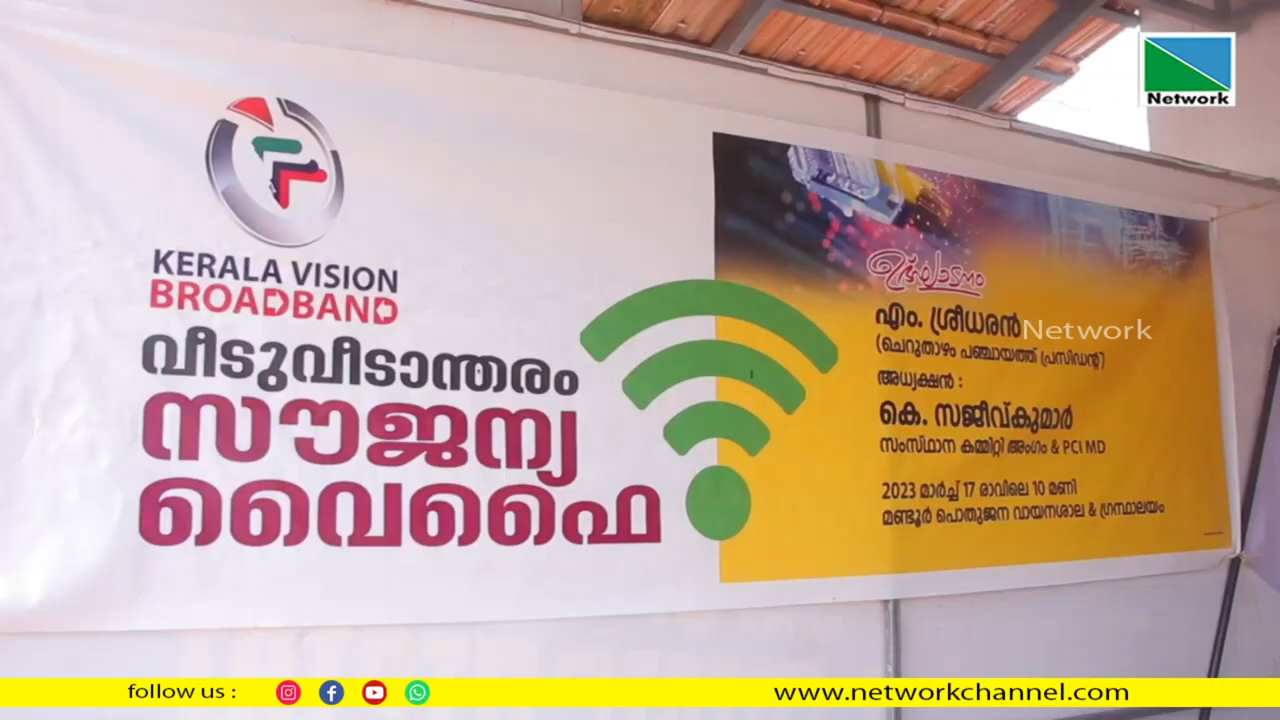 Network
KERALA VISION
BROADBAND
വീടുവീടാന്തരം
സൗജന്യ
വൈഫൈ
ഉദ്ഘാടനം
എം. ശ്രീധരൻ
Network
(ചെറുതാഴം പഞ്ചായത്ത് പ്രസിഡന്റ്)
അധ്യക്ഷൻ :
കെ. സജീവ്കുമാർ
സംസ്ഥാന കമ്മിറ്റി അംഗം & PCI MD
2023 മാർച്ച് 17 രാവിലെ 10 മണി
മണ്ടൂർ പൊതുജന വായനശാല & ഗ്രന്ഥാലയം
follow us :
www.networkchannel.com